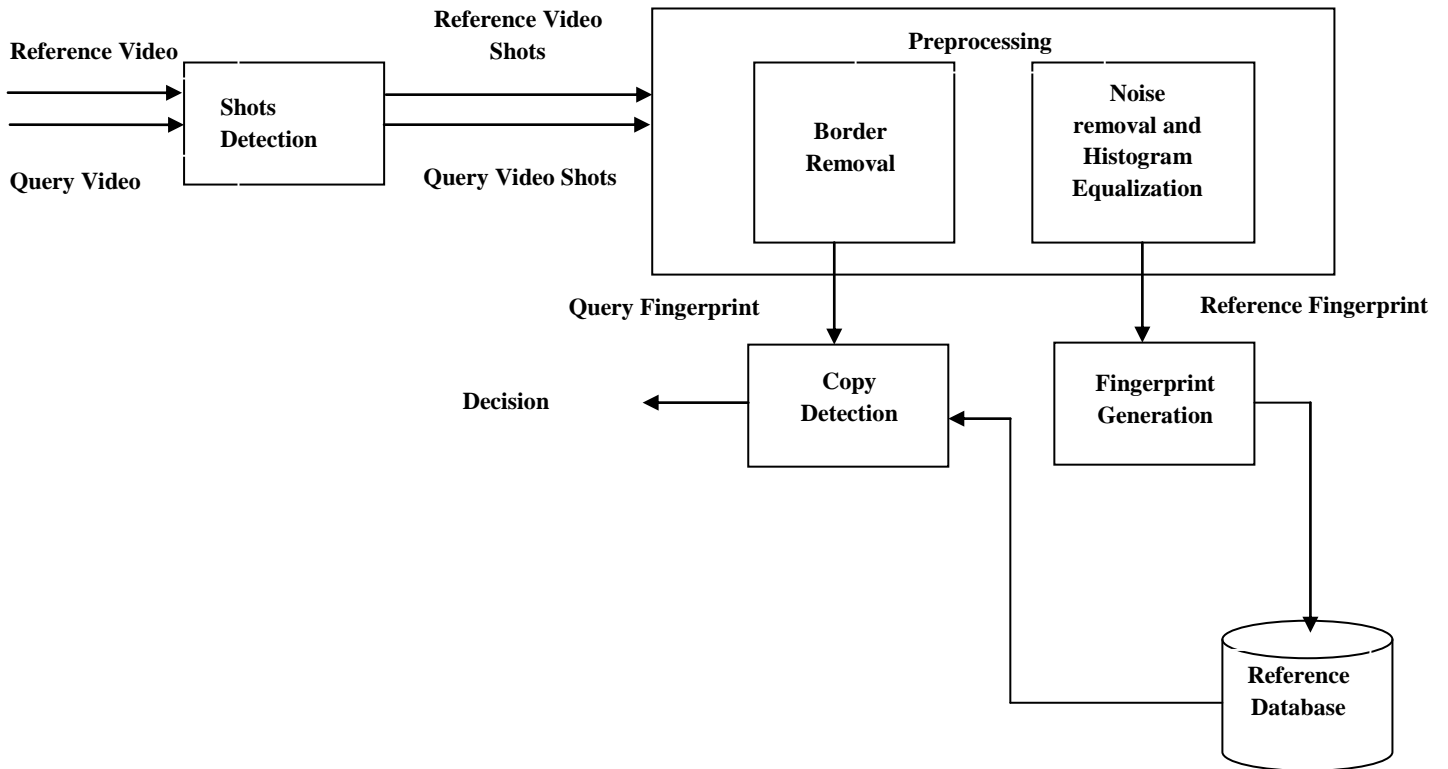 Reference Video
Shots
Detection
Query Video
Reference Video
Shots
Query Video Shots
Preprocessing
Border
Removal
Noise
removal and
Histogram
Equalization
Query Fingerprint
Reference Fingerprint
Decision
Copy
Detection
Fingerprint
Generation
Reference
Database